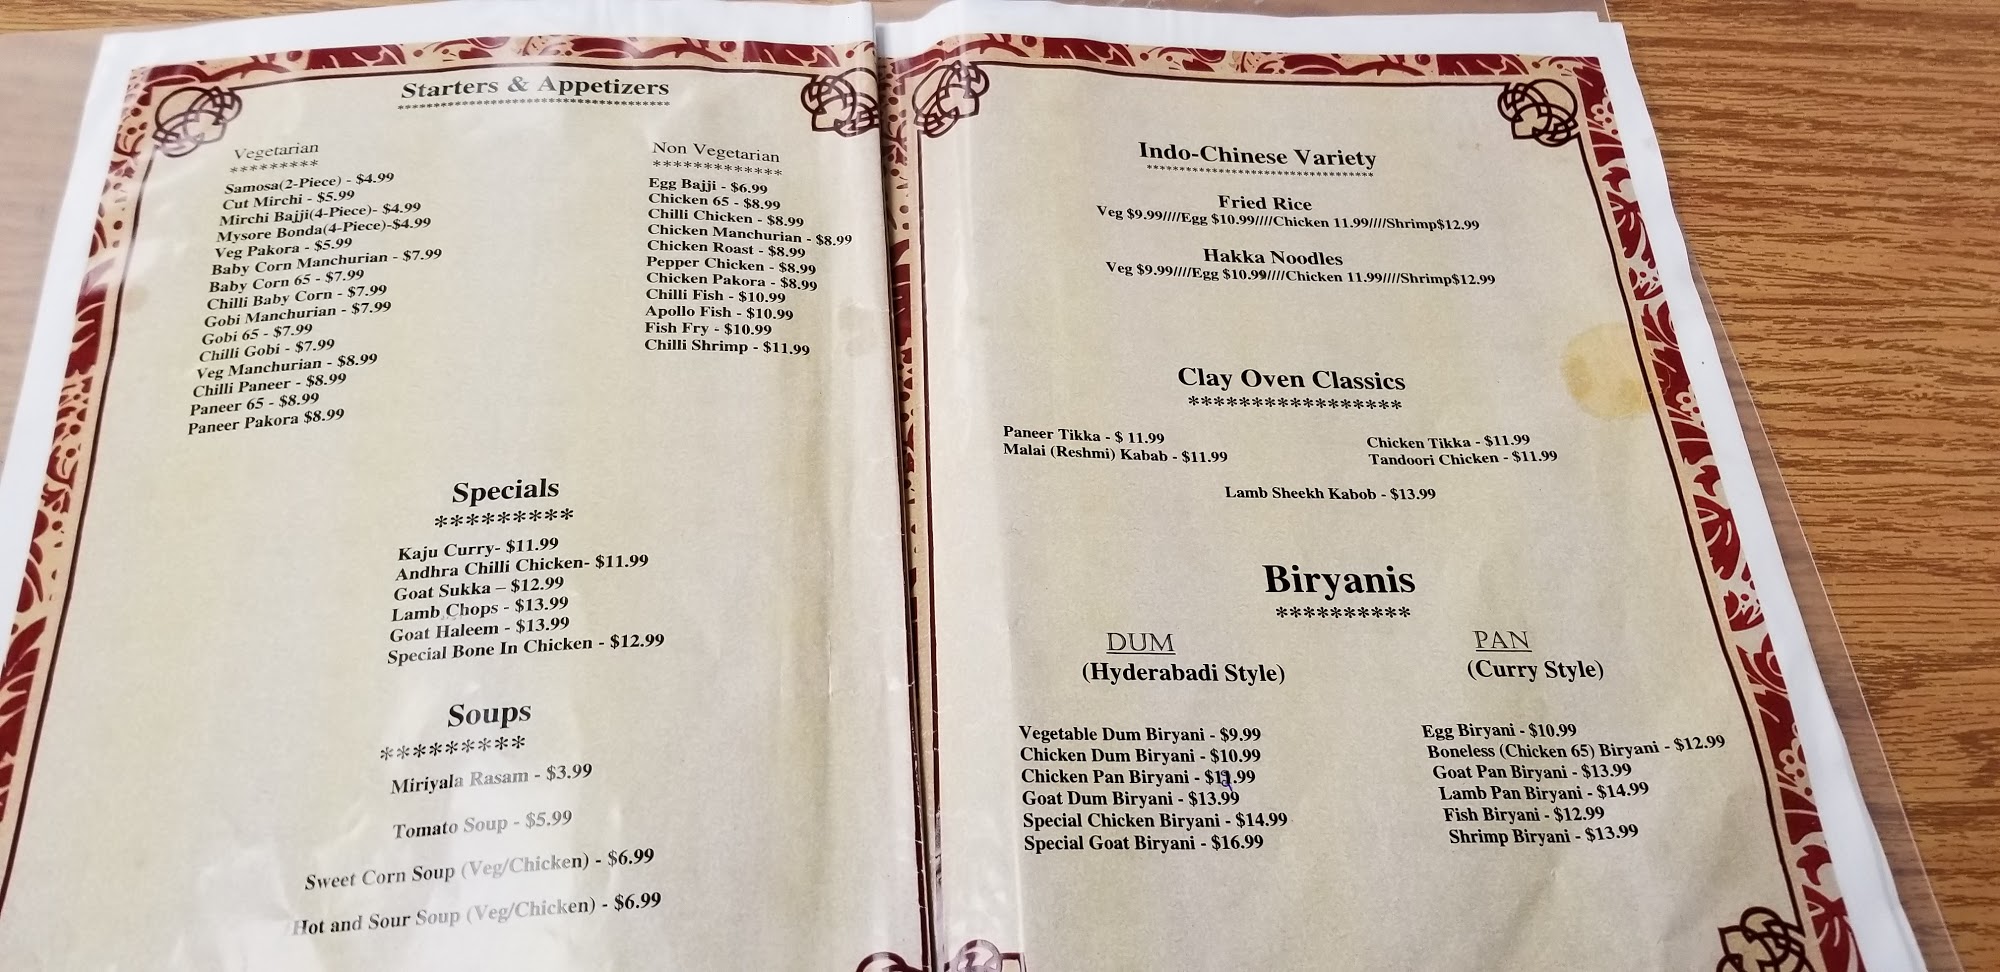 Starters & Appetizers
************************************
Vegetarian
*********
Samosa(2-Piece) - $4.99
Cut Mirchi - $5.99
Mirchi Bajji(4-Piece)- $4.99
Mysore Bonda(4-Piece)-$4.99
Veg Pakora - $5.99
Baby Corn Manchurian - $7.99
Baby Corn 65 - $7.99
Chilli Baby Corn - $7.99
Gobi Manchurian - $7.99
Gobi 65 - $7.99
Chilli Gobi - $7.99
Veg Manchurian - $8.99
Chilli Paneer - $8.99
Paneer 65 - $8.99
Paneer Pakora $8.99
Non Vegetarian
*************
Egg Bajji - $6.99
Chicken 65 - $8.99
Chilli Chicken - $8.99
Chicken Manchurian - $8.99
Chicken Roast - $8.99
Pepper Chicken - $8.99
Chicken Pakora - $8.99
Chilli Fish - $10.99
Apollo Fish - $10.99
Fish Fry - $10.99
Chilli Shrimp - $11.99
Specials
*********
Kaju Curry- $11.99
Andhra Chilli Chicken- $11.99
Goat Sukka – $12.99
Lamb Chops - $13.99
Goat Haleem - $13.99
Special Bone In Chicken - $12.99
Soups
*********
Miriyala Rasam - $3.99
Tomato Soup - $5.99
Sweet Corn Soup (Veg/Chicken) - $6.99
Hot and Sour Soup (Veg/Chicken) - $6.99
Indo-Chinese Variety
***********************************
Fried Rice
Veg $9.99////Egg $10.99////Chicken 11.99////Shrimp$12.99
Hakka Noodles
Veg $9.99////Egg $10.99////Chicken 11.99////Shrimp$12.99
Clay Oven Classics
*****************
Paneer Tikka - $ 11.99
Malai (Reshmi) Kabab - $11.99
Chicken Tikka - $11.99
Tandoori Chicken - $11.99
Lamb Sheekh Kabob - $13.99
Biryanis
**********
DUM
(Hyderabadi Style)
Vegetable Dum Biryani - $9.99
Chicken Dum Biryani - $10.99
Chicken Pan Biryani - .99
Goat Dum Biryani - $13.99
Special Chicken Biryani - $14.99
Special Goat Biryani - $16.99
PAN
(Curry Style)
Egg Biryani - $10.99
Boneless (Chicken 65) Biryani - $12.99
Goat Pan Biryani - $13.99
Lamb Pan Biryani - $14.99
Fish Biryani - $12.99
Shrimp Biryani - $13.99